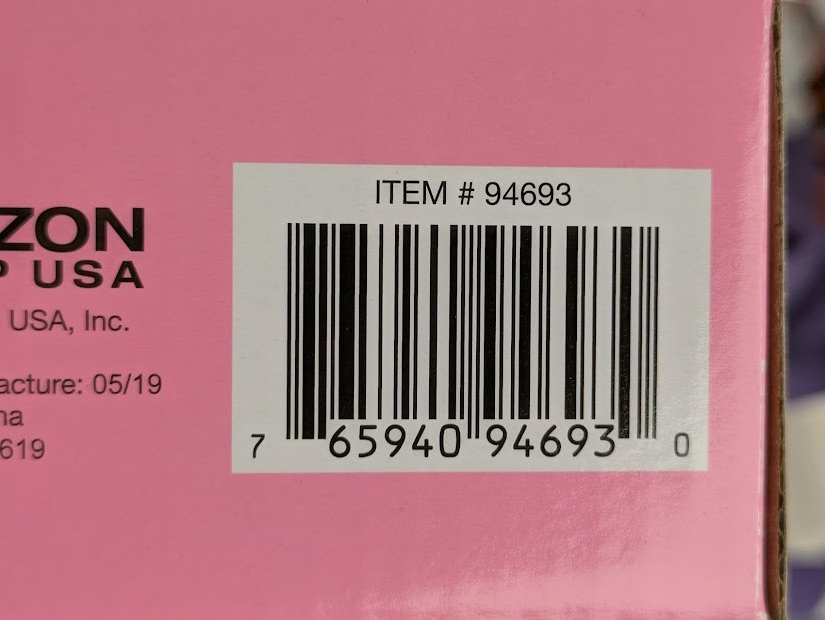 ITEM # 94693
7 65940 94693 0
ZON
P USA
USA, Inc.
acture: 05/19
na
619